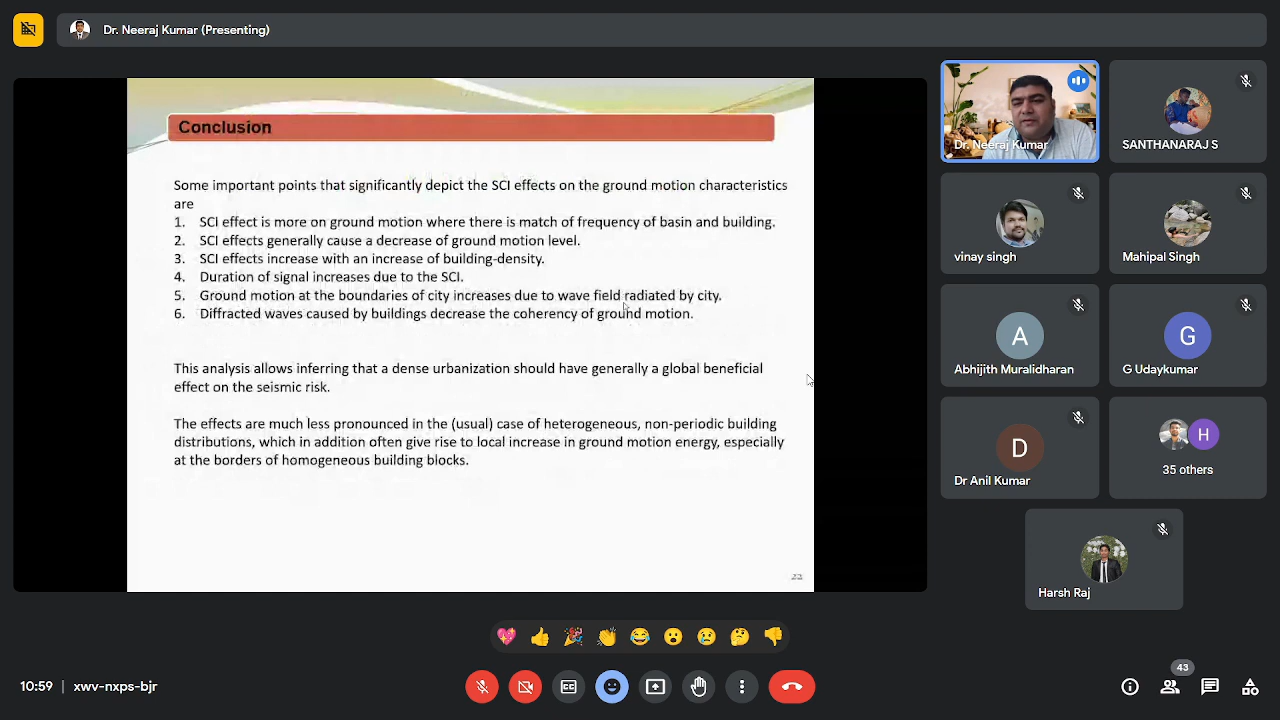 Dr. Neeraj Kumar (Presenting)
Conclusion
Some important points that significantly depict the SCI effects on the ground motion characteristics
are
1. SCI effect is more on ground motion where there is match of frequency of basin and building.
2. SCI effects generally cause a decrease of ground motion level.
3. SCI effects increase with an increase of building-density.
4. Duration of signal increases due to the SCI.
5. Ground motion at the boundaries of city increases due to wave field radiated by city.
6. Diffracted waves caused by buildings decrease the coherency of ground motion.
This analysis allows inferring that a dense urbanization should have generally a global beneficial
effect on the seismic risk.
The effects are much less pronounced in the (usual) case of heterogeneous, non-periodic building
distributions, which in addition often give rise to local increase in ground motion energy, especially
at the borders of homogeneous building blocks.
22
Dr. Neeraj Kumar
SANTHANARAJ S
vinay singh
Mahipal Singh
A
Abhijith Muralidharan
G
G Udaykumar
D
Dr Anil Kumar
H
35 others
Harsh Raj
10:59 | xwv-nxps-bjr
43